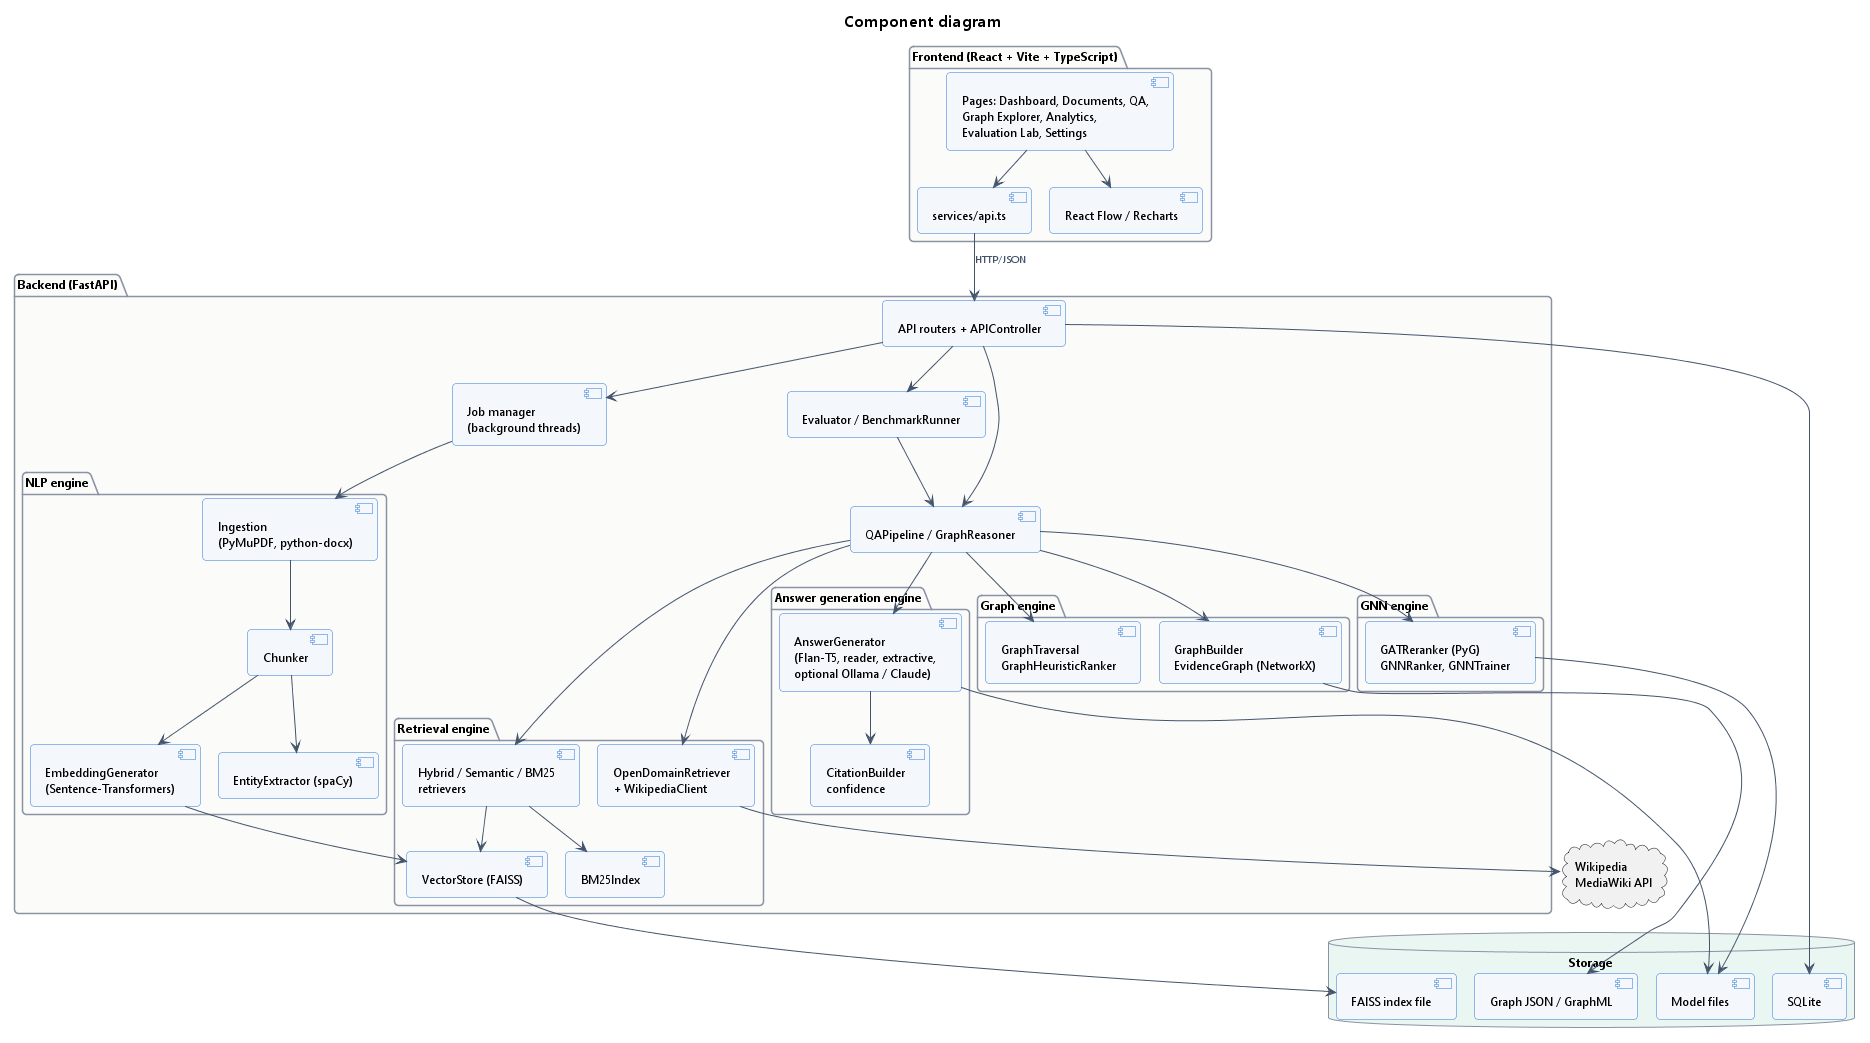 Component diagram
Frontend (React + Vite + TypeScript)
Pages: Dashboard, Documents, QA,
Graph Explorer, Analytics,
Evaluation Lab, Settings
services/api.ts
React Flow / Recharts
HTTP/JSON
Backend (FastAPI)
API routers + APIController
Job manager
(background threads)
Evaluator / BenchmarkRunner
NLP engine
Ingestion
(PyMuPDF, python-docx)
QAPipeline / GraphReasoner
Chunker
EmbeddingGenerator
(Sentence-Transformers)
EntityExtractor (spaCy)
Retrieval engine
Hybrid / Semantic / BM25
retrievers
OpenDomainRetriever
+ WikipediaClient
VectorStore (FAISS)
BM25Index
Answer generation engine
AnswerGenerator
(Flan-T5, reader, extractive,
optional Ollama / Claude)
CitationBuilder
confidence
Graph engine
GraphTraversal
GraphHeuristicRanker
GraphBuilder
EvidenceGraph (NetworkX)
GNN engine
GATReranker (PyG)
GNNRanker, GNNTrainer
Wikipedia
MediaWiki API
Storage
FAISS index file
Graph JSON / GraphML
Model files
SQLite